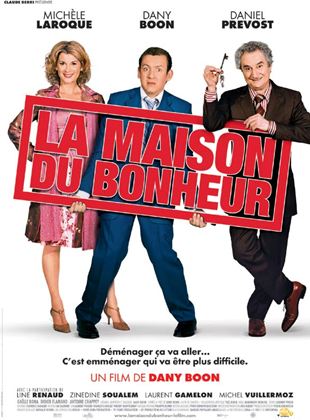 CLAUDE BERRI PRÉSENTE
MICHÈLE LAROQUE
DANY BOON
DANIEL PREVOST
LA MAISON
DU BONHEUR
Déménager ça va aller...
C'est emménager qui va être plus difficile.
UN FILM DE DANY BOON
AVEC LA PARTICIPATION DE
LINE RENAUD ZINEDINE SOUALEM LAURENT GAMELON MICHEL VUILLERMOZ